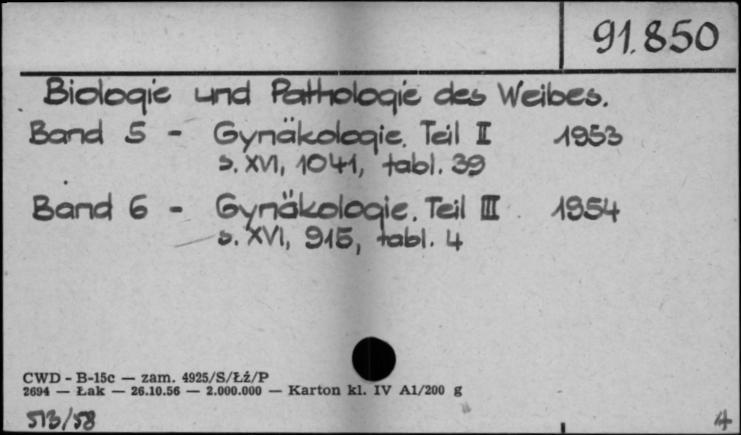 91.850
Biologie und Pathologie des Weibes.
Band 5 - Gynäkologie. Teil II 1953
s. XVI, 1041, tabl. 39
Band 6 - Gynäkologie. Teil III. 1954
s. XVI, 915, tabl. 4
CWD - B-15c — zam. 4925/S/Łż/P
2694 — Łak — 26.10.56 — 2.000.000 — Karton kl. IV A1/200 g
513/58
4